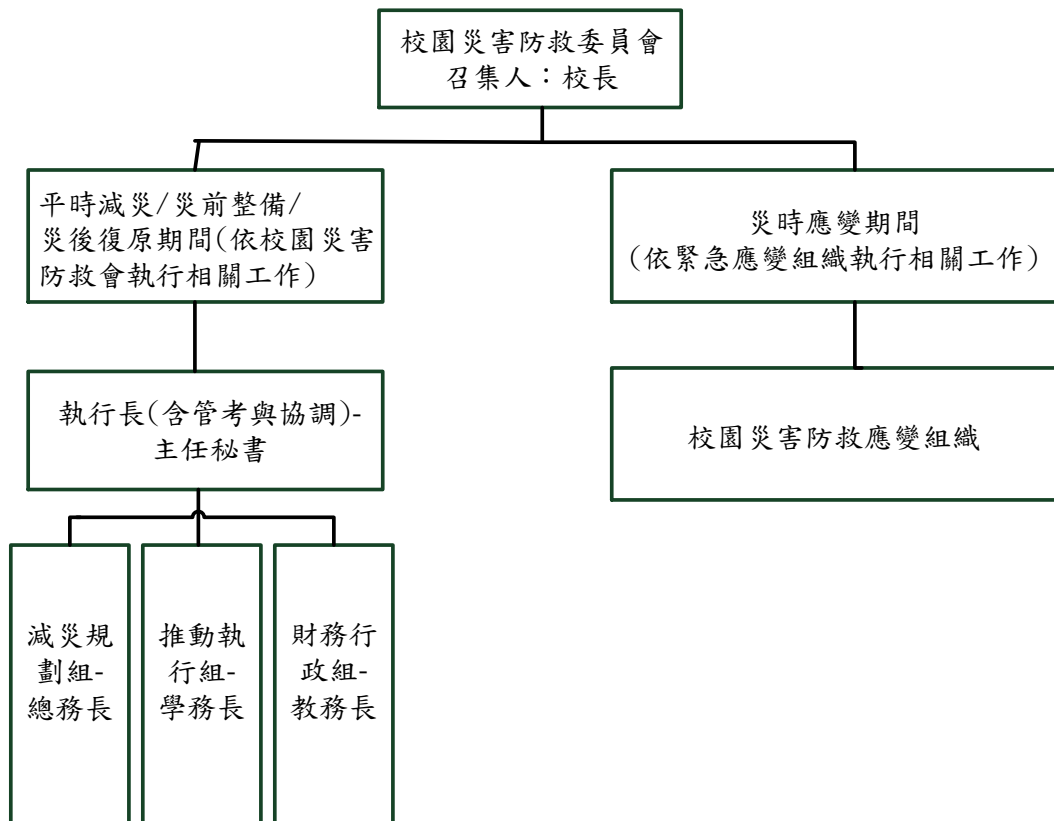 校園災害防救委員會
召集人：校長
平時減災/災前整備/
災後復原期間(依校園災害
防救會執行相關工作)
災時應變期間
(依緊急應變組織執行相關工作)
執行長(含管考與協調)-
主任秘書
校園災害防救應變組織
減災規
劃組-
總務長
推動執
行組-
學務長
財務行
政組-
教務長